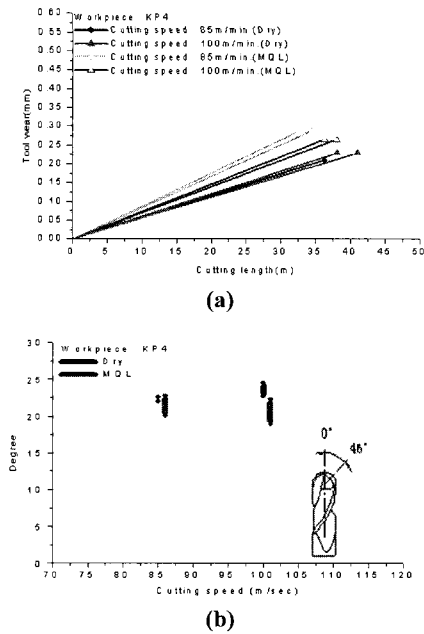 Workpiece KP4
Cutting speed 85m/min.(Dry)
Cutting speed 100m/min.(Dry)
Cutting speed 85m/min.(MQL)
Cutting speed 100m/min.(MQL)
Tool wear(mm)
0.60
0.55
0.50
0.45
0.40
0.35
0.30
0.25
0.20
0.15
0.10
0.05
0.00
0 5 10 15 20 25 30 35 40 45 50
Cutting length(m)
(a)
Workpiece KP4
Dry
MQL
Degree
30
25
20
15
10
5
0
0°
45°
70 75 80 85 90 95 100 105 110 115 120
Cutting speed (m/sec)
(b)